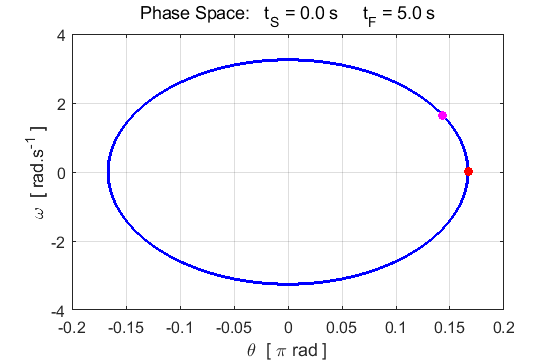 Phase Space: t_S = 0.0 s t_F = 5.0 s
4
2
0
-2
-4
ω [ rad.s^-1 ]
-0.2 -0.15 -0.1 -0.05 0 0.05 0.1 0.15 0.2
θ [ π rad ]